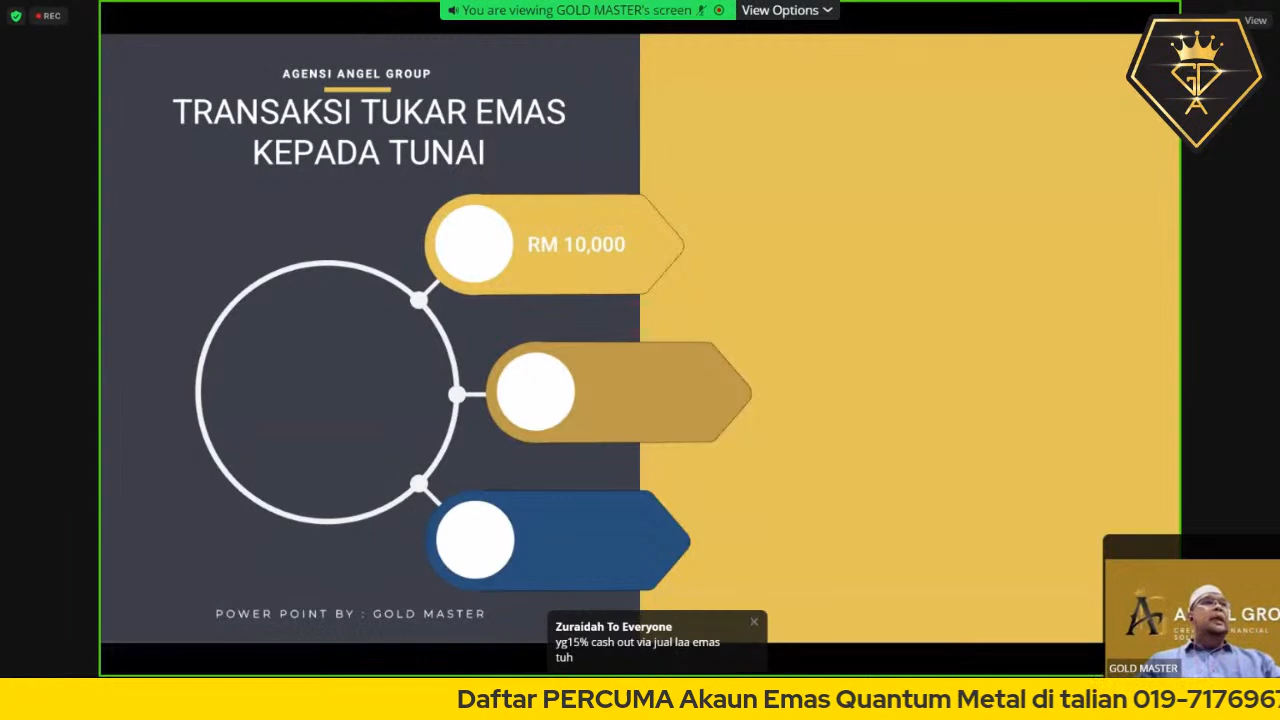 REC
You are viewing GOLD MASTER's screen
View Options
View
AGENSI ANGEL GROUP
TRANSAKSI TUKAR EMAS
KEPADA TUNAI
RM 10,000
POWER POINT BY : GOLD MASTER
Zuraidah To Everyone
yg15% cash out via jual laa emas
tuh
GOLD MASTER
Daftar PERCUMA Akaun Emas Quantum Metal di talian 019-717696